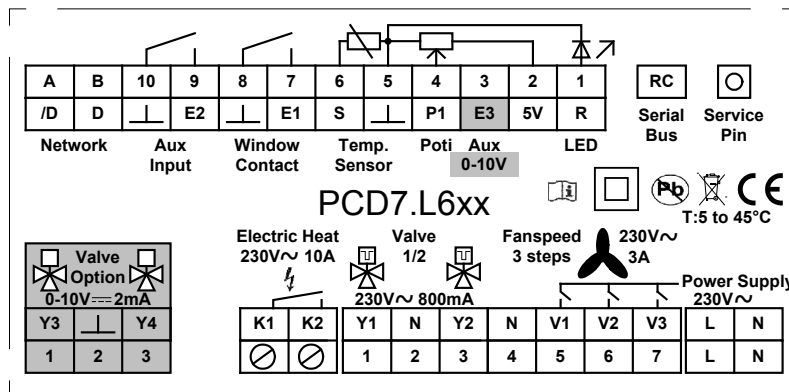 A B 10 9 8 7 6 5 4 3 2 1 RC
/D D E2 E1 S P1 E3 5V R Serial Service
Network Aux Window Temp. Poti Aux LED Bus Pin
Input Contact Sensor 0-10V
Pb
CE
PCD7.L6xx
T:5 to 45°C
Electric Heat Valve Fanspeed 230V~
230V~ 10A 1/2 3 steps 3A
Valve
Option
0-10V 2mA
230V~ 800mA
Power Supply
230V~
Y3 Y4 K1 K2 Y1 N Y2 N V1 V2 V3 L N
1 2 3 1 2 3 4 5 6 7 L N